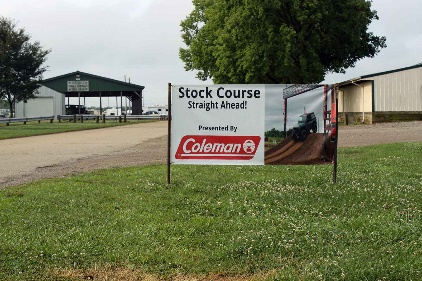 Stock Course
Straight Ahead!
Presented By
Coleman